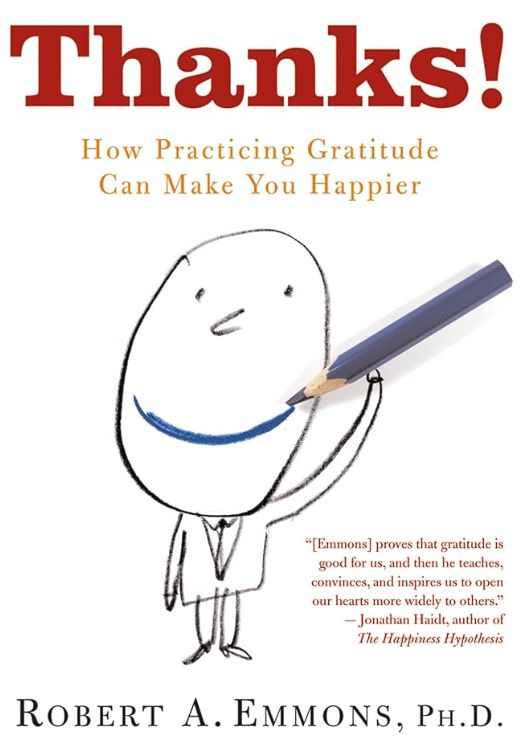 Thanks!
How Practicing Gratitude
Can Make You Happier
“[Emmons] proves that gratitude is
good for us, and then he teaches,
convinces, and inspires us to open
our hearts more widely to others.”
— Jonathan Haidt, author of
The Happiness Hypothesis
ROBERT A. EMMONS, PH.D.